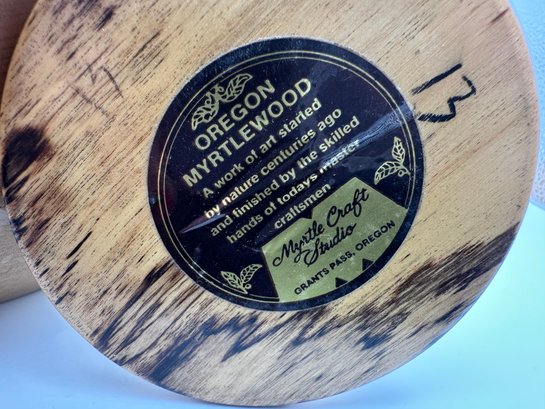 OREGON
MYRTLEWOOD
A work of art started
by nature centuries ago
and finished by the skilled
hands of todays master
craftsmen
Myrtle Craft
Studio
GRANTS PASS, OREGON
13